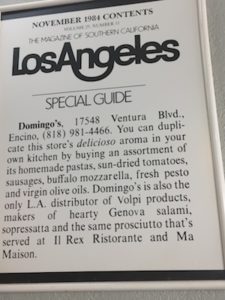 NOVEMBER 1984 CONTENTS
VOLUME 29, NUMBER 11
THE MAGAZINE OF SOUTHERN CALIFORNIA
LosAngeles
SPECIAL GUIDE
Domingo's, 17548 Ventura Blvd.,
Encino, (818) 981-4466. You can dupli-
cate this store's delicioso aroma in your
own kitchen by buying an assortment of
its homemade pastas, sun-dried tomatoes,
sausages, buffalo mozzarella, fresh pesto
and virgin olive oils. Domingo's is also the
only L.A. distributor of Volpi products,
makers of hearty Genova salami,
sopressatta and the same prosciutto that's
served at Il Rex Ristorante and Ma
Maison.